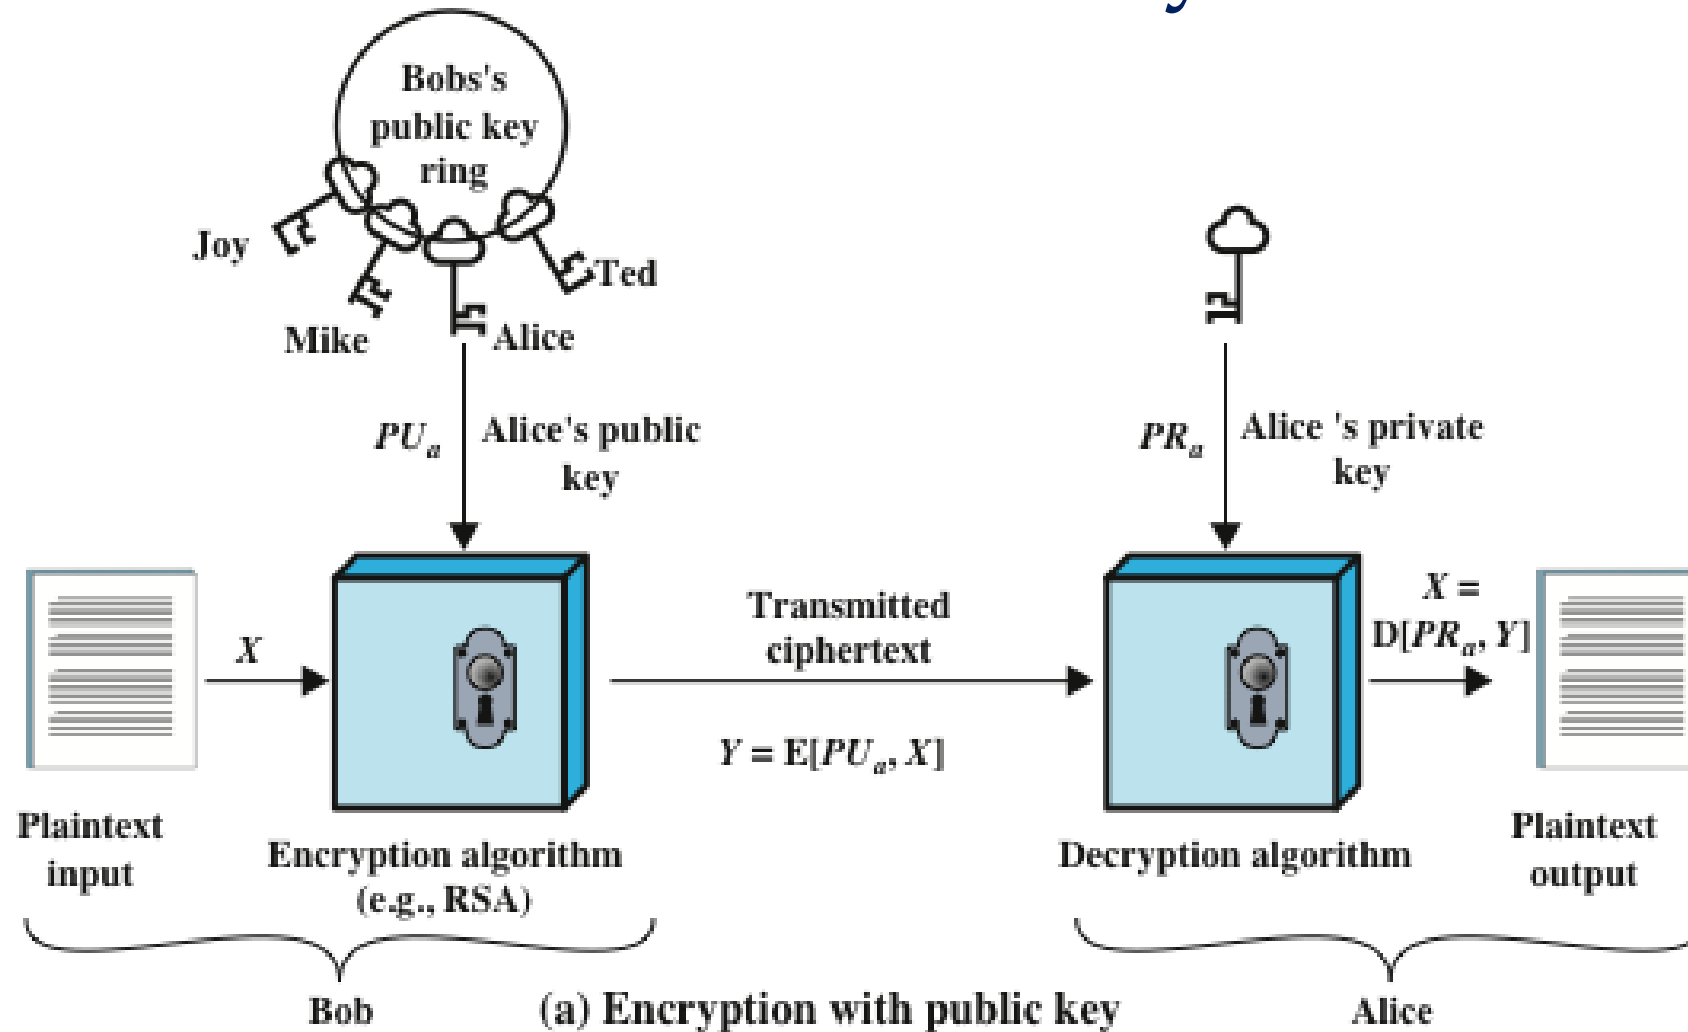 Bobs's
public key
ring
Joy
Ted
Mike
Alice
PUa
Alice's public
key
PRa
Alice 's private
key
X
Transmitted
ciphertext
X =
D[PRa, Y]
Y = E[PUa, X]
Plaintext
input
Encryption algorithm
(e.g., RSA)
Decryption algorithm
Plaintext
output
Bob
(a) Encryption with public key
Alice